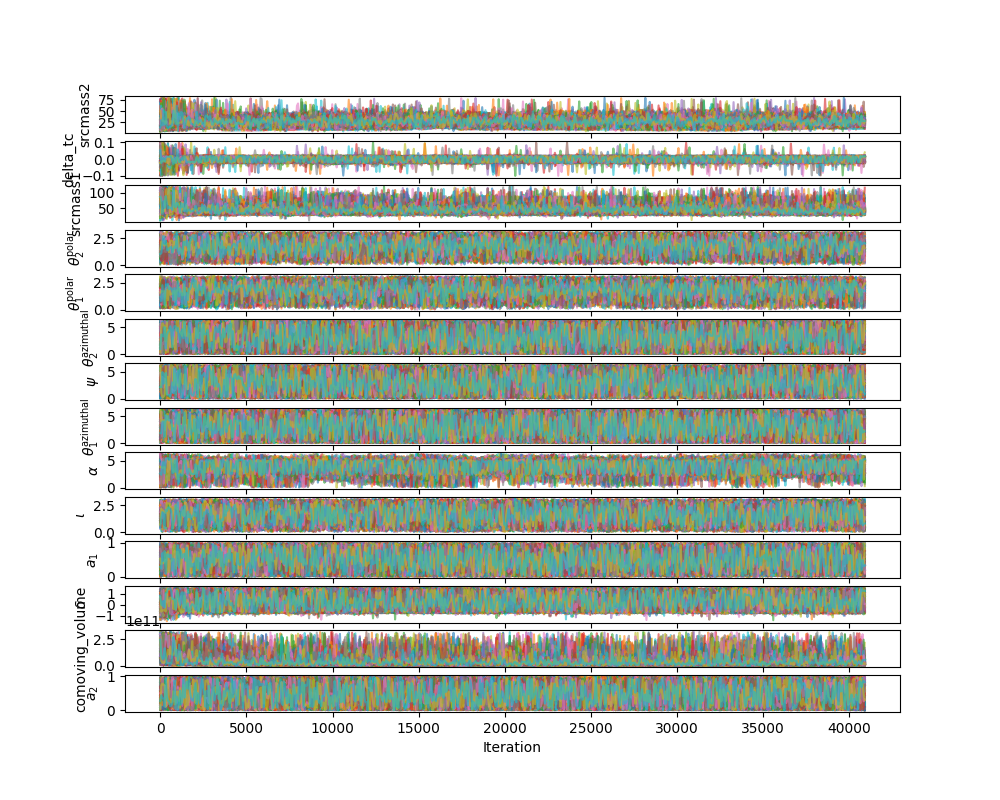 srcmass2
75
50
25
delta_tc
0.1
0.0
−0.1
srcmass1
100
50
θ₂^polar
2.5
0.0
θ₁^polar
2.5
0.0
θ₂^azimuthal
5
0
ψ
5
0
θ₁^azimuthal
5
0
α
5
0
ι
2.5
0.0
a₁
1
0
1
0
−1
comoving_volume
1e11
2.5
0.0
a₂
1
0
0
5000
10000
15000
20000
25000
30000
35000
40000
Iteration